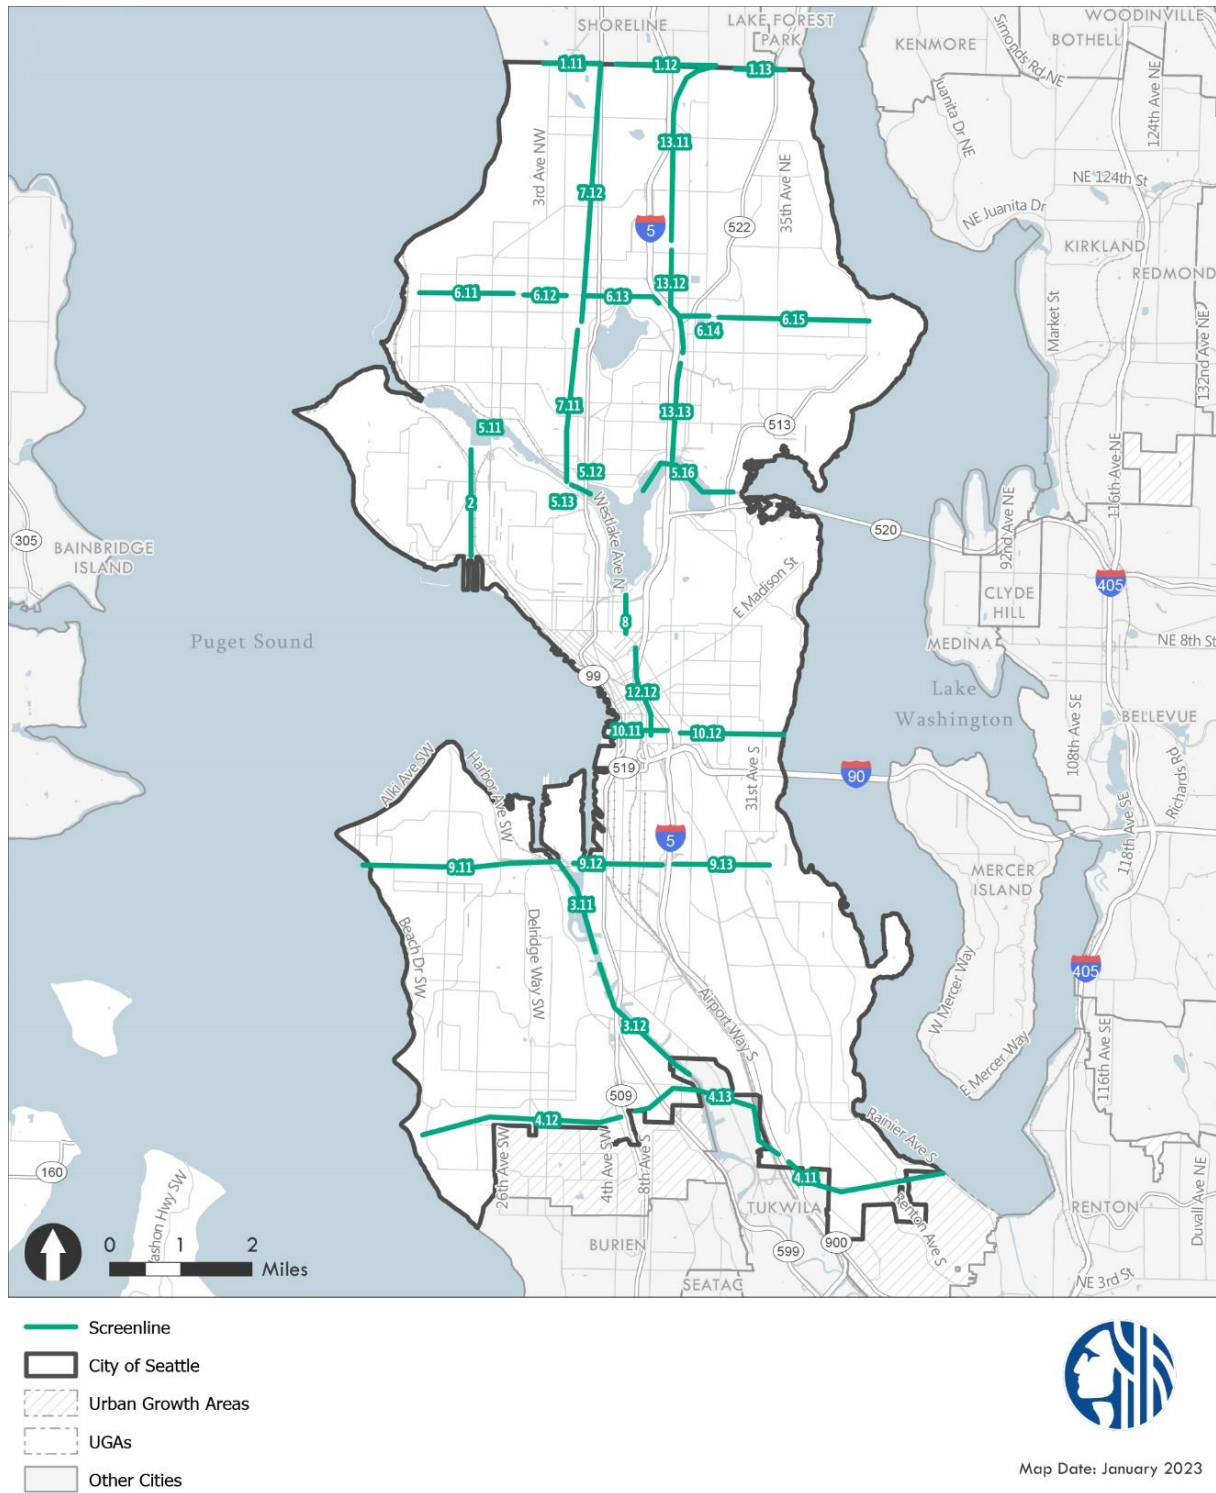 SHORELINE
LAKE FOREST
PARK
WOODINVILLE
KENMORE
BOTHELL
Simonds Rd NE
124th Ave NE
1.11
1.12
1.13
Juanita Dr NE
3rd Ave NW
13.11
35th Ave NE
NE 124th St
7.12
NE Juanita Dr
5
522
KIRKLAND
REDMOND
6.11
6.12
6.13
13.12
6.14
6.15
Market St
132nd Ave NE
7.11
13.13
5.11
513
5.12
5.16
5.13
2
116th Ave NE
Westlake Ave N
92nd Ave NE
520
305
BAINBRIDGE
ISLAND
405
CLYDE
HILL
E Madison St
8
Puget Sound
MEDINA
NE 8th St
99
12.12
Lake
Washington
108th Ave SE
BELLEVUE
10.11
10.12
519
31st Ave S
90
Alki Ave SW
Harbor Ave SW
Richards Rd
5
118th Ave SE
9.11
9.12
9.13
MERCER
ISLAND
3.11
Beach Dr SW
Delridge Way SW
405
W Mercer Way
Airport Way S
3.12
E Mercer Way
116th Ave SE
509
4.13
4.12
Rainier Ave S
26th Ave SW
4th Ave SW
8th Ave S
160
4.11
ashon Hwy SW
TUKWILA
Renton Ave S
RENTON
Duvall Ave NE
BURIEN
599
900
SEATAC
NE 3rd St
0 1 2
Miles
Screenline
City of Seattle
Urban Growth Areas
UGAs
Other Cities
Map Date: January 2023